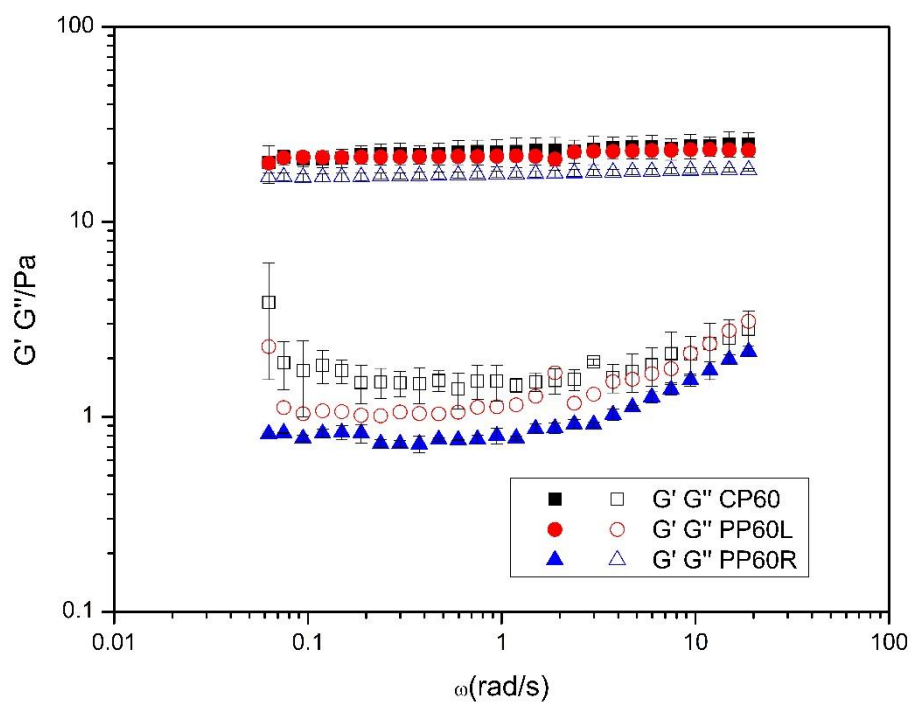 100
10
1
0.1
G' G"/Pa
G' G" CP60
G' G" PP60L
G' G" PP60R
0.01 0.1 1 10 100
ω(rad/s)